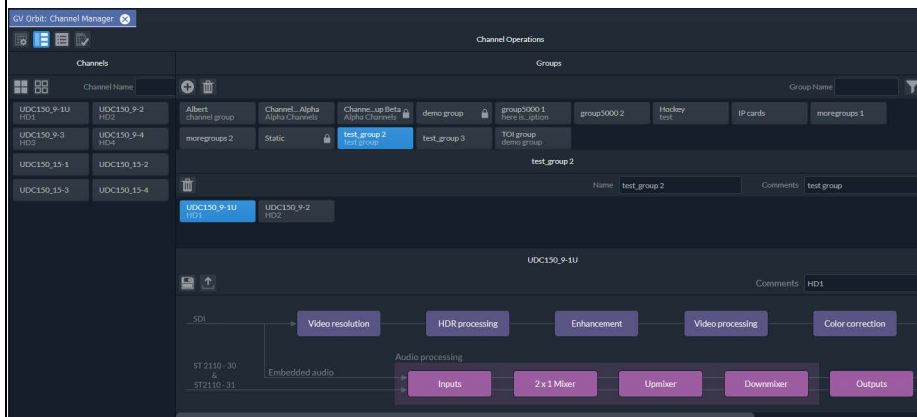 GV Orbit: Channel Manager
Channel Operations
Channels
Groups
Channel Name
Group Name
UDC150_9-1U
HD1
UDC150_9-2
HD2
UDC150_9-3
HD3
UDC150_9-4
HD4
UDC150_15-1
UDC150_15-2
UDC150_15-3
UDC150_15-4
Albert
channel group
Channel... Alpha
Alpha Channels
Channe...up Beta
Alpha Channels
demo group
group5000 1
here is...iption
group5000 2
Hockey
test
IP cards
moregroups 1
moregroups 2
Static
test_group 2
test group
test_group 3
TOI group
demo group
test_group 2
Name test_group 2 Comments test group
UDC150_9-1U
HD1
UDC150_9-2
HD2
UDC150_9-1U
Comments HD1
SDI
Video resolution
HDR processing
Enhancement
Video processing
Color correction
Audio processing
ST 2110 - 30
&
ST2110 - 31
Embedded audio
Inputs
2 x 1 Mixer
Upmixer
Downmixer
Outputs